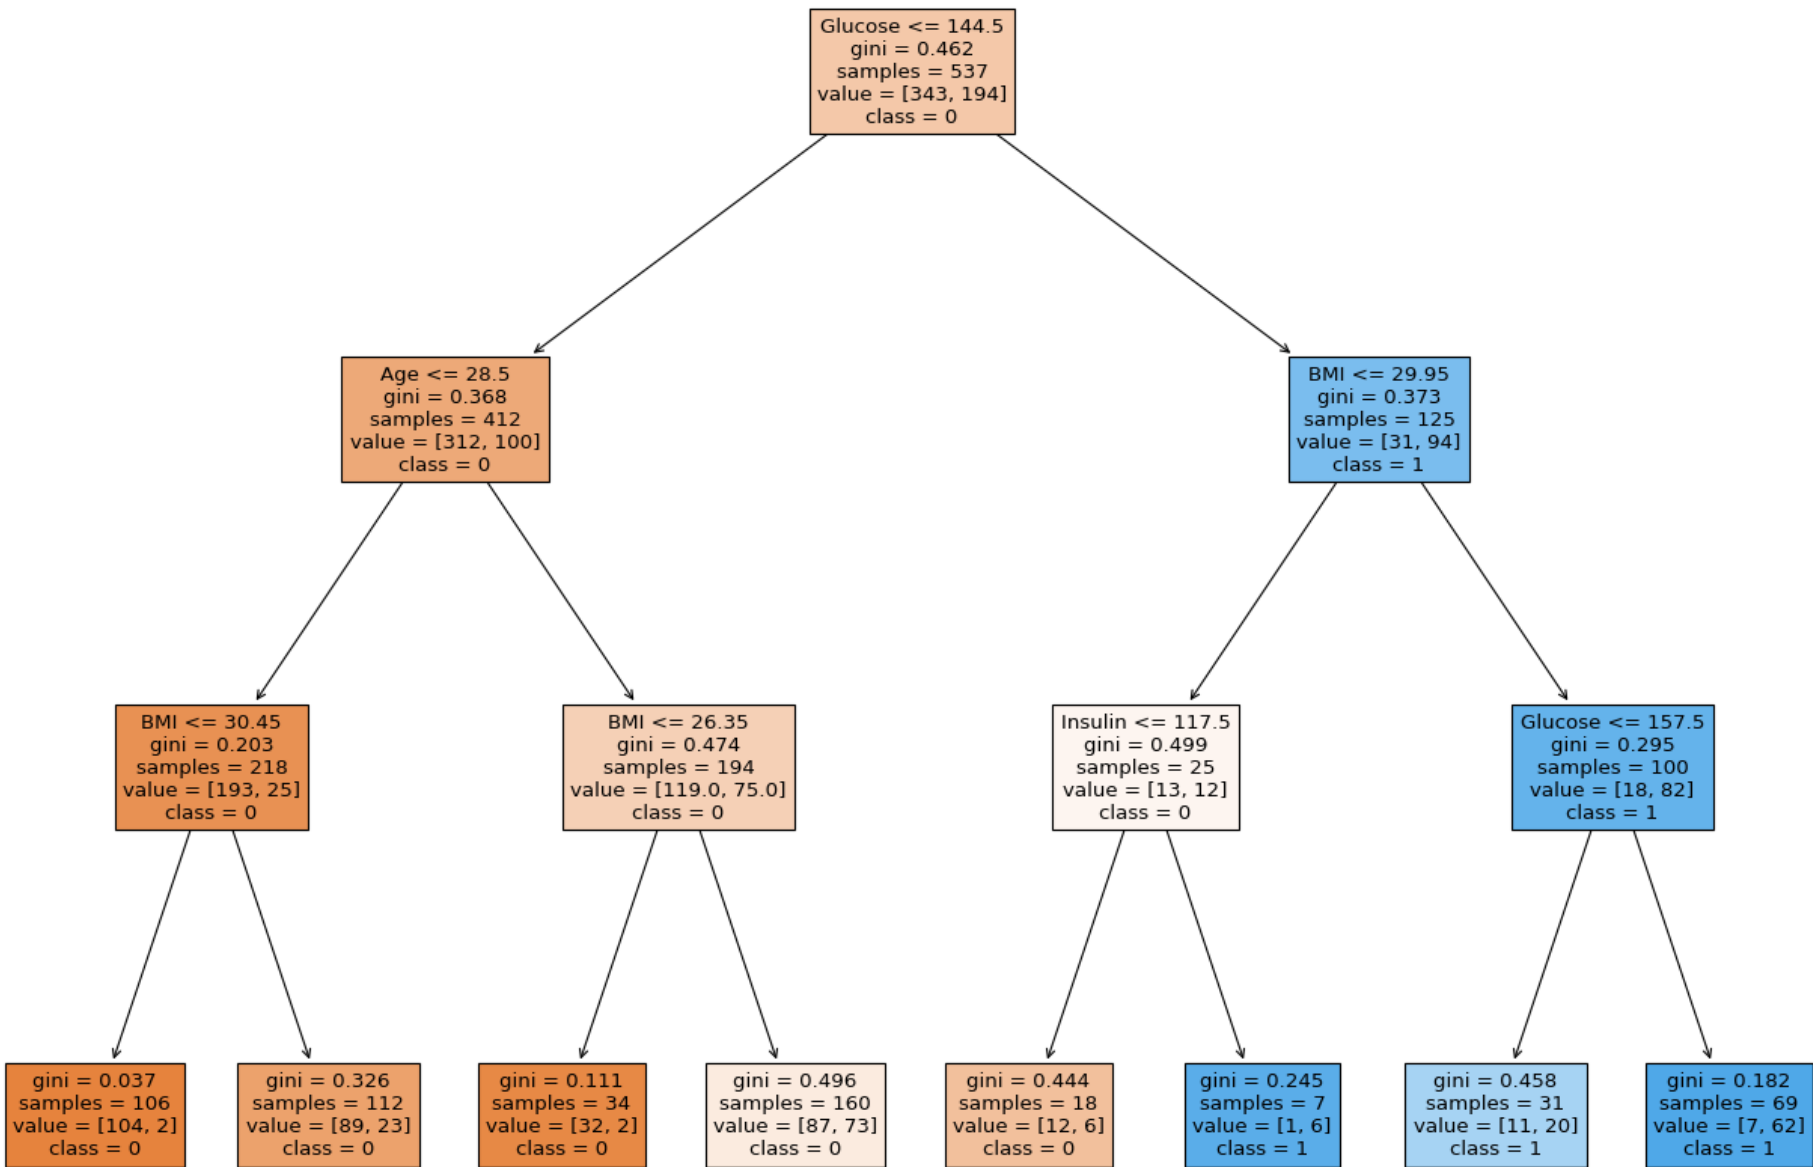 Glucose <= 144.5
gini = 0.462
samples = 537
value = [343, 194]
class = 0
Age <= 28.5
gini = 0.368
samples = 412
value = [312, 100]
class = 0
BMI <= 29.95
gini = 0.373
samples = 125
value = [31, 94]
class = 1
BMI <= 30.45
gini = 0.203
samples = 218
value = [193, 25]
class = 0
BMI <= 26.35
gini = 0.474
samples = 194
value = [119.0, 75.0]
class = 0
Insulin <= 117.5
gini = 0.499
samples = 25
value = [13, 12]
class = 0
Glucose <= 157.5
gini = 0.295
samples = 100
value = [18, 82]
class = 1
gini = 0.037
samples = 106
value = [104, 2]
class = 0
gini = 0.326
samples = 112
value = [89, 23]
class = 0
gini = 0.111
samples = 34
value = [32, 2]
class = 0
gini = 0.496
samples = 160
value = [87, 73]
class = 0
gini = 0.444
samples = 18
value = [12, 6]
class = 0
gini = 0.245
samples = 7
value = [1, 6]
class = 1
gini = 0.458
samples = 31
value = [11, 20]
class = 1
gini = 0.182
samples = 69
value = [7, 62]
class = 1